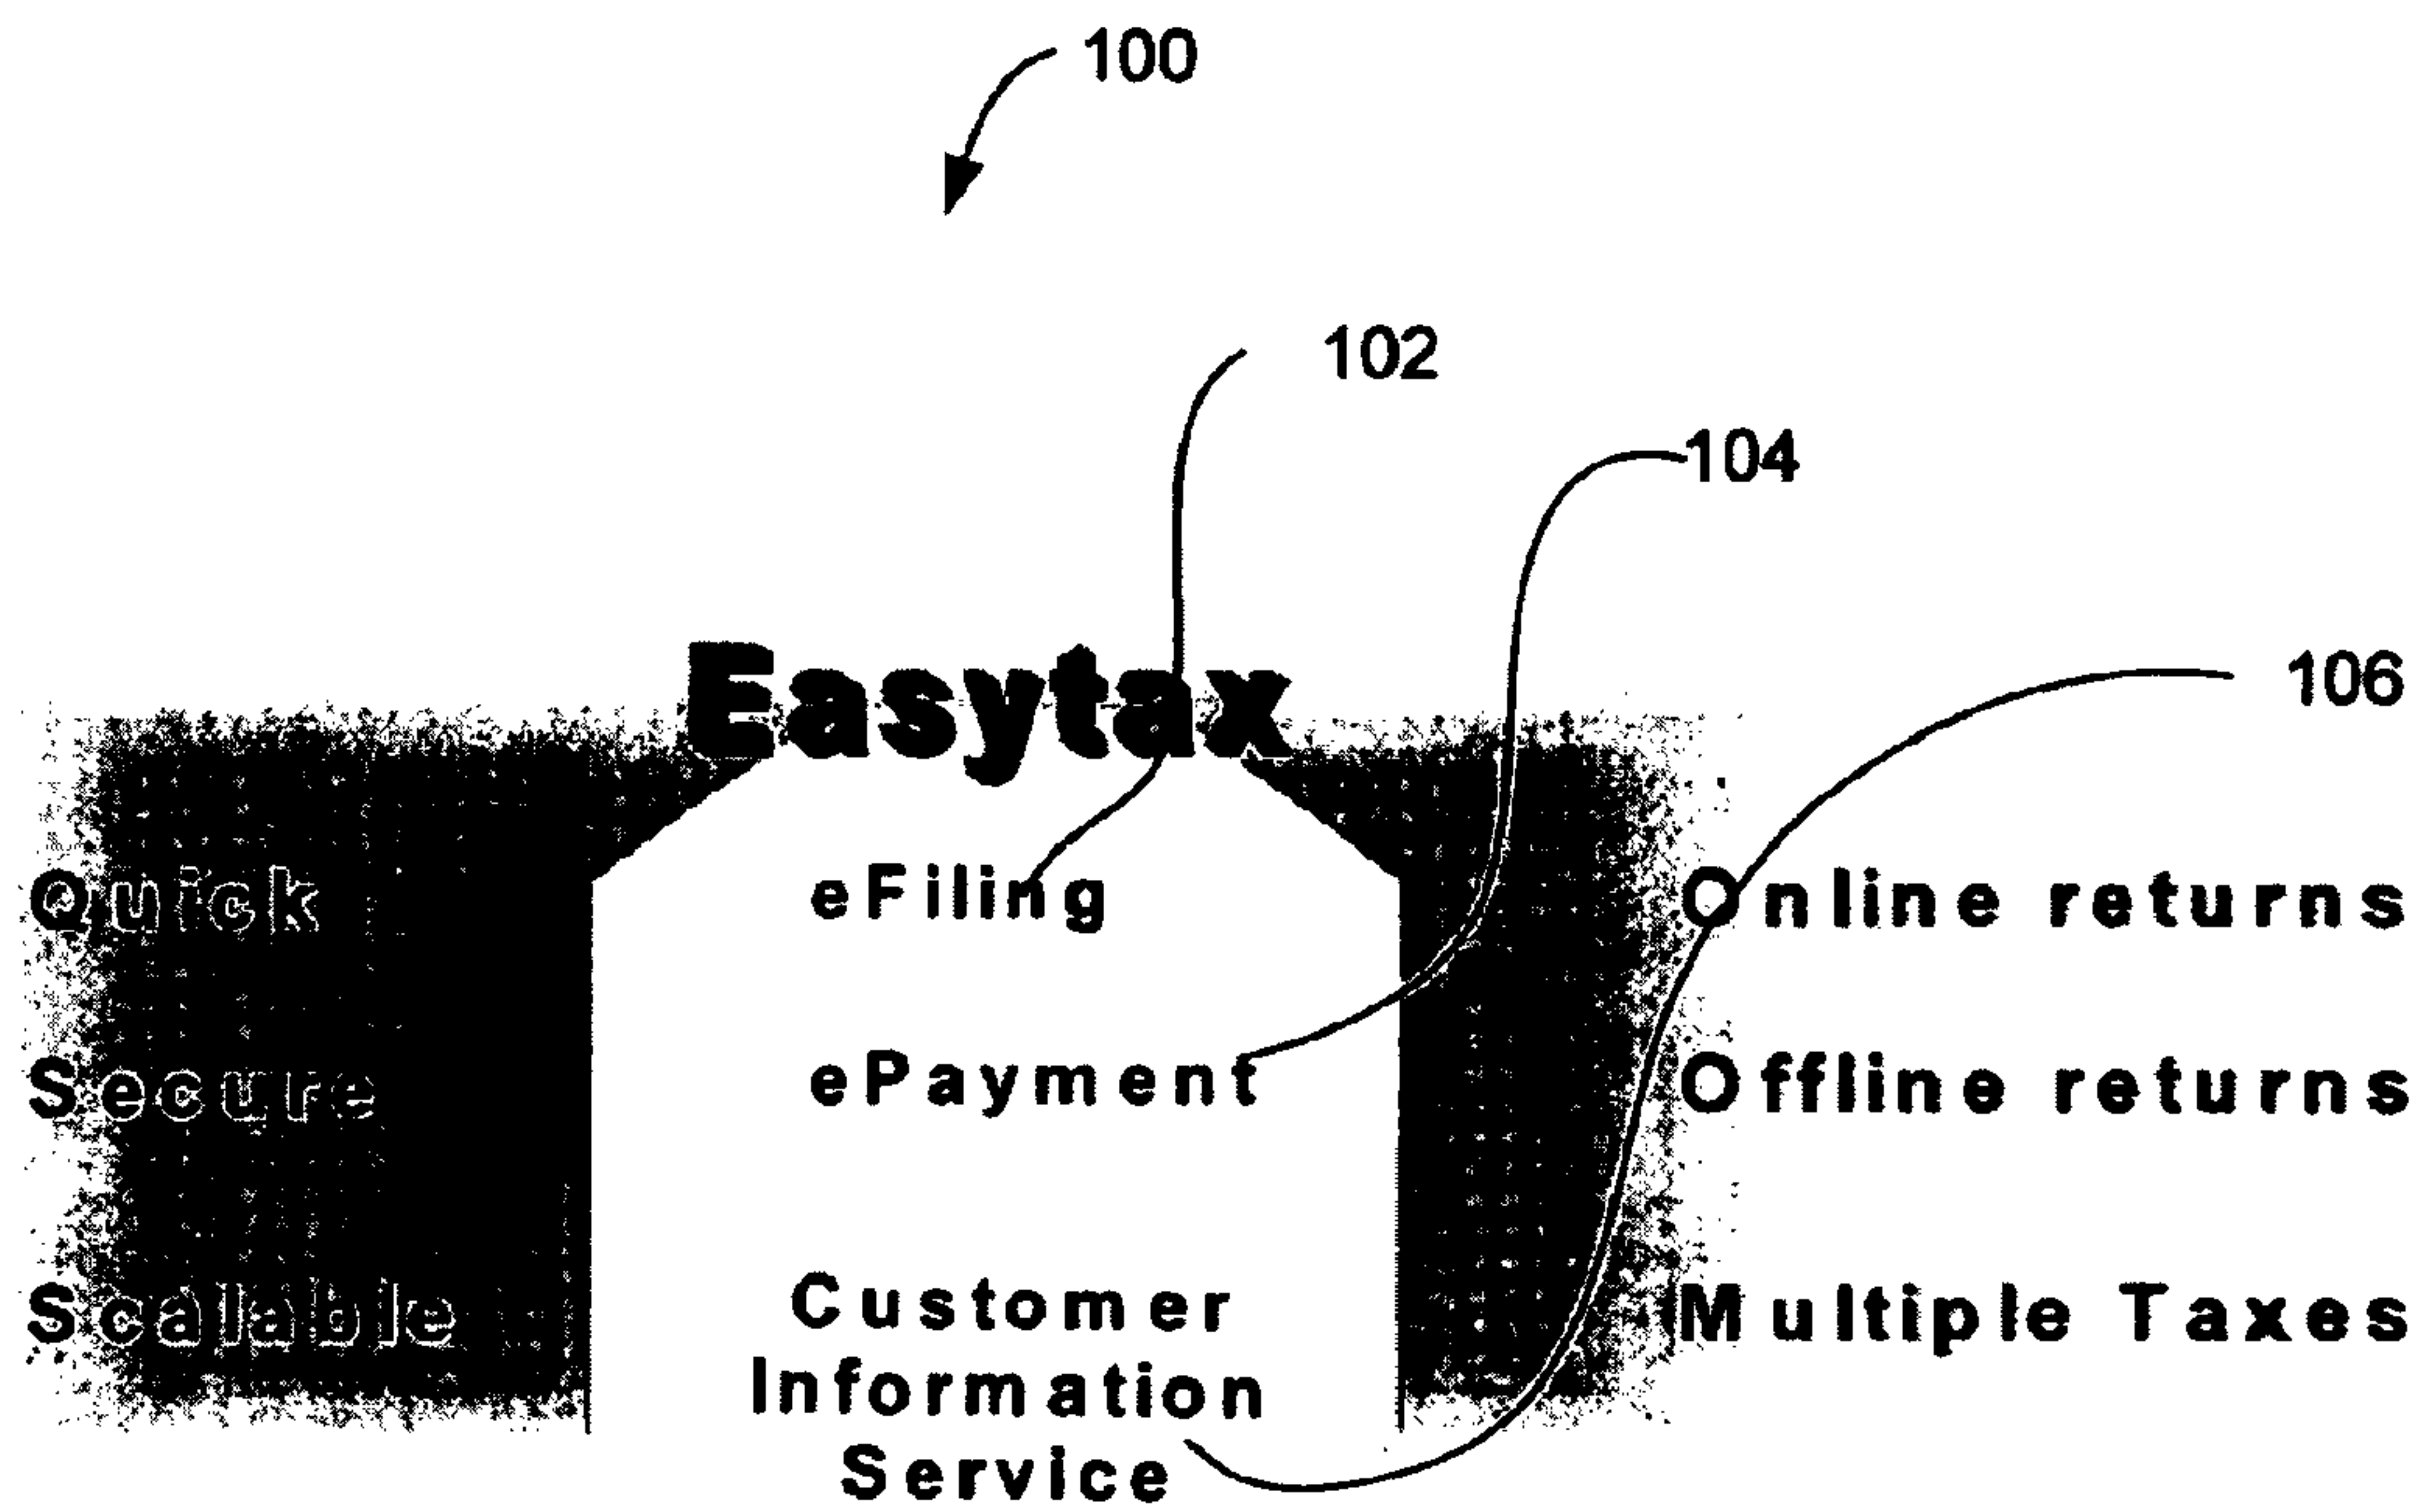 100
102
104
106
Easytax
Quick
eFiling
Online returns
Secure
ePayment
Offline returns
Scalable
Customer
Information
Service
Multiple Taxes